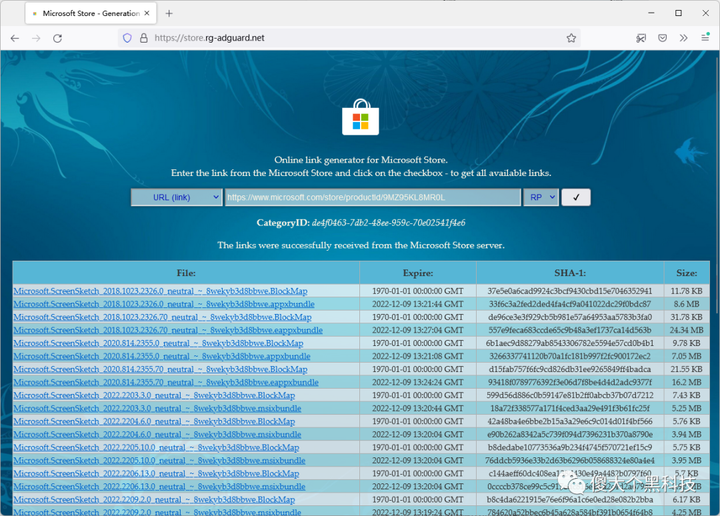 Microsoft Store - Generation
https://store.rg-adguard.net
Online link generator for Microsoft Store.
Enter the link from the Microsoft Store and click on the checkbox - to get all available links.
URL (link) https://www.microsoft.com/store/productId/9MZ95KL8MR0L RP ✓
CategoryID: de4f0463-7db2-48ee-959c-70e02541f4e6
The links were successfully received from the Microsoft Store server.
File: Expire: SHA-1: Size:
Microsoft.ScreenSketch_2018.1023.2326.0_neutral_~_8wekyb3d8bbwe.BlockMap 1970-01-01 00:00:00 GMT 37e5e0a6cad9924c3bcf9430cbd15e7046352941 11.78 KB
Microsoft.ScreenSketch_2018.1023.2326.0_neutral_~_8wekyb3d8bbwe.appxbundle 2022-12-09 13:21:44 GMT 33f6c3a2fed2ded4fa4cf9a041022dc29f0bdc87 8.6 MB
Microsoft.ScreenSketch_2018.1023.2326.70_neutral_~_8wekyb3d8bbwe.BlockMap 1970-01-01 00:00:00 GMT de96ce3e3f929cb5b981e57a64953aa5783b3fa0 31.78 KB
Microsoft.ScreenSketch_2018.1023.2326.70_neutral_~_8wekyb3d8bbwe.eappxbundle 2022-12-09 13:27:04 GMT 557e9feca683ccde65c9b48a3ef1737ca14d563b 24.34 MB
Microsoft.ScreenSketch_2020.814.2355.0_neutral_~_8wekyb3d8bbwe.BlockMap 1970-01-01 00:00:00 GMT 6b1aec9d88279ab8543306782e5594e57cd0b4b1 9.78 KB
Microsoft.ScreenSketch_2020.814.2355.0_neutral_~_8wekyb3d8bbwe.appxbundle 2022-12-09 13:21:08 GMT 3266337741120b70a1fc181b997f2fc900172ec2 7.05 MB
Microsoft.ScreenSketch_2020.814.2355.70_neutral_~_8wekyb3d8bbwe.BlockMap 1970-01-01 00:00:00 GMT d15fab757f6fc9cd826db31ee9265849ff4badca 21.55 KB
Microsoft.ScreenSketch_2020.814.2355.70_neutral_~_8wekyb3d8bbwe.eappxbundle 2022-12-09 13:24:24 GMT 93418f0789776392f3e06d7f8be4d4d2adc9377f 16.2 MB
Microsoft.ScreenSketch_2022.2203.3.0_neutral_~_8wekyb3d8bbwe.BlockMap 1970-01-01 00:00:00 GMT 599d56d886c0b59147e81b2ff0abcb37b07d7212 7.43 KB
Microsoft.ScreenSketch_2022.2203.3.0_neutral_~_8wekyb3d8bbwe.msixbundle 2022-12-09 13:20:44 GMT 18a72f338577a171f4ced3aa29e491f3b61fc25f 5.25 MB
Microsoft.ScreenSketch_2022.2204.6.0_neutral_~_8wekyb3d8bbwe.BlockMap 1970-01-01 00:00:00 GMT 42a48ba4e6bbe2b15a3a29e6c9c014d01f4bf566 5.76 KB
Microsoft.ScreenSketch_2022.2204.6.0_neutral_~_8wekyb3d8bbwe.msixbundle 2022-12-09 13:20:01 GMT e90b262a8342a5c739f094d7396231b370a8790e 3.94 MB
Microsoft.ScreenSketch_2022.2205.10.0_neutral_~_8wekyb3d8bbwe.BlockMap 1970-01-01 00:00:00 GMT b8dedabe10773536a9b234f4745f570721ef15c9 5.75 KB
Microsoft.ScreenSketch_2022.2205.10.0_neutral_~_8wekyb3d8bbwe.msixbundle 2022-12-09 13:20:55 GMT 76ddcb5936e33b2d63b6296b058688324e80a4e4 3.95 MB
Microsoft.ScreenSketch_2022.2206.13.0_neutral_~_8wekyb3d8bbwe.BlockMap 1970-01-01 00:00:00 GMT 5.7 KB
Microsoft.ScreenSketch_2022.2206.13.0_neutral_~_8wekyb3d8bbwe.msixbundle 2022-12-09 13:20:04 GMT
Microsoft.ScreenSketch_2022.2209.2.0_neutral_~_8wekyb3d8bbwe.BlockMap 1970-01-01 00:00:00 GMT b8c4da6221915e76e6f96a1c6e0ed28e082b2bba 6.17 KB
Microsoft.ScreenSketch_2022.2209.2.0_neutral_~_8wekyb3d8bbwe.msixbundle 2022-12-09 13:19:24 GMT 784620a52bbec6b45a628a584bf391b0654f64b8 4.25 MB